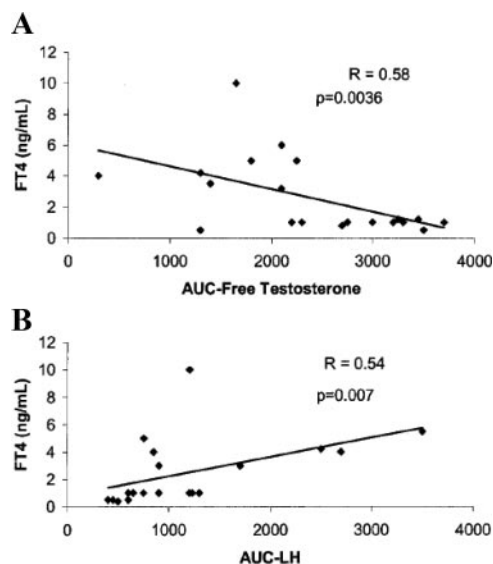 A
12
10
8
6
4
2
0
FT4 (ng/mL)
R = 0.58
p=0.0036
0 1000 2000 3000 4000
AUC-Free Testosterone
B
12
10
8
6
4
2
0
FT4 (ng/mL)
R = 0.54
p=0.007
0 1000 2000 3000 4000
AUC-LH